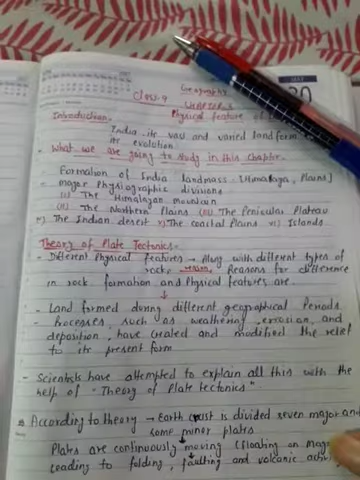 Geography
Class-9
Physical feature of
Introduction
India its vast and varied landform
its evolution
- What we are going to study in this chapter.
Formation of India landmass. [Himalaya, Plains]
- major Physiographic divisions
(i) The Himalayan mountain
(ii) The Northern Plains (iii) The Peninsular Plateau
The Indian desert v) The coastal Plains vi) Islands
Theory of Plate Tectonics:-
- Different Physical features → Along with different types of
rocks Reasons for difference
in rock formation and Physical features are.
↓
- Land formed during different geographical Periods
- Processes such as weathering, erosion, and
deposition, have created and modified the relief
to its present form
- Scientists have attempted to explain all this with the
help of "Theory of Plate tectonics"
According to theory → Earth crust is divided seven major and
some minor plates
Plates are continuously moving (floating on
leading to folding, faulting and volcanic